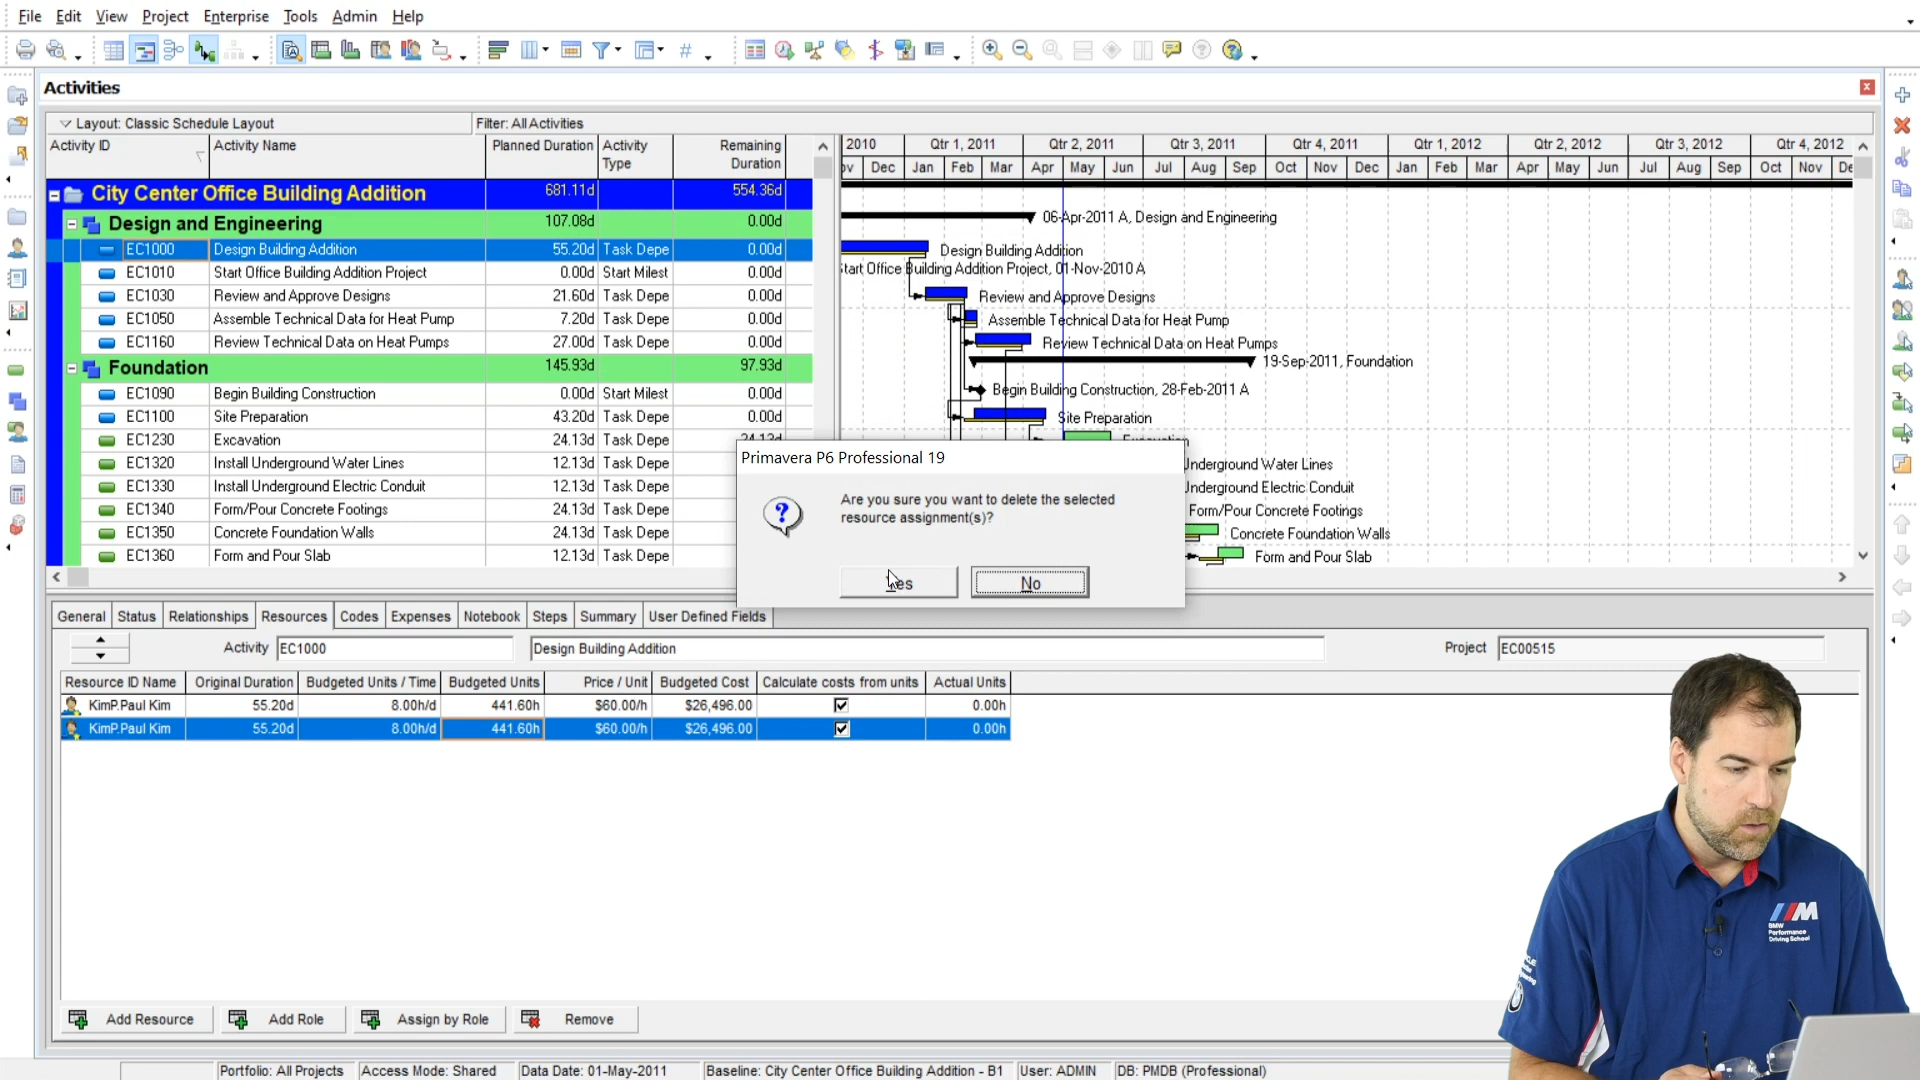 File Edit View Project Enterprise Tools Admin Help
Activities
Layout: Classic Schedule Layout Filter: All Activities
Activity ID Activity Name Planned Duration Activity Type Remaining Duration
2010 Qtr 1, 2011 Qtr 2, 2011 Qtr 3, 2011 Qtr 4, 2011 Qtr 1, 2012 Qtr 2, 2012 Qtr 3, 2012 Qtr 4, 2012
ov Dec Jan Feb Mar Apr May Jun Jul Aug Sep Oct Nov Dec Jan Feb Mar Apr May Jun Jul Aug Sep Oct Nov De
City Center Office Building Addition 681.11d 554.36d
Design and Engineering 107.08d 0.00d 06-Apr-2011 A, Design and Engineering
EC1000 Design Building Addition 55.20d Task Depe 0.00d Design Building Addition
EC1010 Start Office Building Addition Project 0.00d Start Milest 0.00d tart Office Building Addition Project, 01-Nov-2010 A
EC1030 Review and Approve Designs 21.60d Task Depe 0.00d Review and Approve Designs
EC1050 Assemble Technical Data for Heat Pump 7.20d Task Depe 0.00d Assemble Technical Data for Heat Pump
EC1160 Review Technical Data on Heat Pumps 27.00d Task Depe 0.00d Review Technical Data on Heat Pumps
Foundation 145.93d 97.93d 19-Sep-2011, Foundation
EC1090 Begin Building Construction 0.00d Start Milest 0.00d Begin Building Construction, 28-Feb-2011 A
EC1100 Site Preparation 43.20d Task Depe 0.00d Site Preparation
EC1230 Excavation 24.13d Task Depe 24.13d Excavation
EC1320 Install Underground Water Lines 12.13d Task Depe Underground Water Lines
EC1330 Install Underground Electric Conduit 12.13d Task Depe Underground Electric Conduit
EC1340 Form/Pour Concrete Footings 24.13d Task Depe Form/Pour Concrete Footings
EC1350 Concrete Foundation Walls 24.13d Task Depe Concrete Foundation Walls
EC1360 Form and Pour Slab 12.13d Task Depe Form and Pour Slab
Primavera P6 Professional 19
Are you sure you want to delete the selected
resource assignment(s)?
Yes No
General Status Relationships Resources Codes Expenses Notebook Steps Summary User Defined Fields
Activity EC1000 Design Building Addition Project EC00515
Resource ID Name Original Duration Budgeted Units / Time Budgeted Units Price / Unit Budgeted Cost Calculate costs from units Actual Units
KimP.Paul Kim 55.20d 8.00h/d 441.60h $60.00/h $26,496.00 0.00h
KimP.Paul Kim 55.20d 8.00h/d 441.60h $60.00/h $26,496.00 0.00h
M
BMW
Performance
Driving School
Add Resource Add Role Assign by Role Remove
Portfolio: All Projects Access Mode: Shared Data Date: 01-May-2011 Baseline: City Center Office Building Addition - B1 User: ADMIN DB: PMDB (Professional)